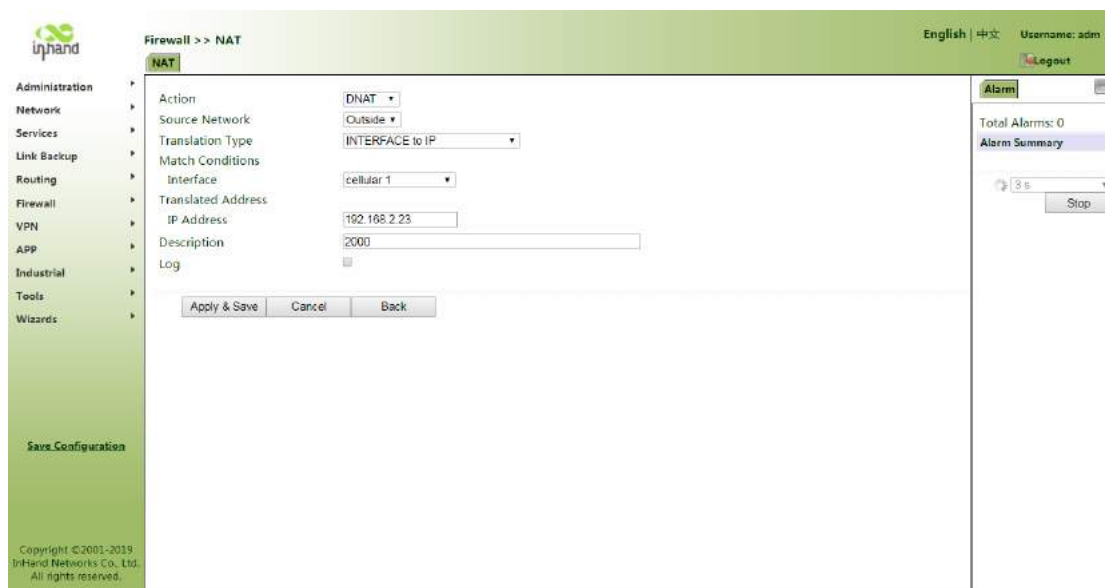 inhand
Firewall >> NAT
English | 中文 Username: adm
Logout
NAT
Administration
Network
Services
Link Backup
Routing
Firewall
VPN
APP
Industrial
Tools
Wizards
Save Configuration
Copyright ©2001-2019
InHand Networks Co., Ltd.
All rights reserved.
Action DNAT
Source Network Outside
Translation Type INTERFACE to IP
Match Conditions
Interface cellular 1
Translated Address
IP Address 192.168.2.23
Description 2000
Log
Apply & Save Cancel Back
Alarm
Total Alarms: 0
Alarm Summary
3 s
Stop